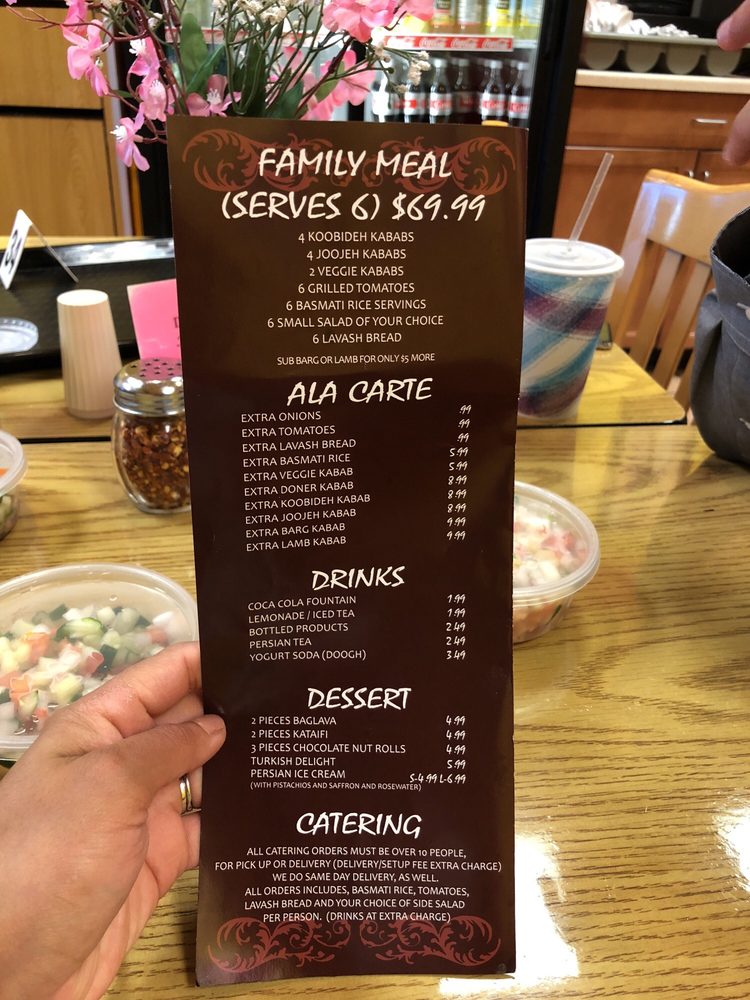 FAMILY MEAL
(SERVES 6) $69.99
4 KOOBIDEH KABABS
4 JOOJEH KABABS
2 VEGGIE KABABS
6 GRILLED TOMATOES
6 BASMATI RICE SERVINGS
6 SMALL SALAD OF YOUR CHOICE
6 LAVASH BREAD
SUB BARG OR LAMB FOR ONLY $5 MORE
ALA CARTE
EXTRA ONIONS .99
EXTRA TOMATOES .99
EXTRA LAVASH BREAD .99
EXTRA BASMATI RICE 5.99
EXTRA VEGGIE KABAB 5.99
EXTRA DONER KABAB 8.99
EXTRA KOOBIDEH KABAB 8.99
EXTRA JOOJEH KABAB 8.99
EXTRA BARG KABAB 9.99
EXTRA LAMB KABAB 9.99
DRINKS
COCA COLA FOUNTAIN 1.99
LEMONADE / ICED TEA 1.99
BOTTLED PRODUCTS 2.49
PERSIAN TEA 2.49
YOGURT SODA (DOOGH) 3.49
DESSERT
2 PIECES BAGLAVA 4.99
2 PIECES KATAIFI 4.99
3 PIECES CHOCOLATE NUT ROLLS 4.99
TURKISH DELIGHT 5.99
PERSIAN ICE CREAM S-4.99 L-6.99
(WITH PISTACHIOS AND SAFFRON AND ROSEWATER)
CATERING
ALL CATERING ORDERS MUST BE OVER 10 PEOPLE,
FOR PICK UP OR DELIVERY (DELIVERY/SETUP FEE EXTRA CHARGE)
WE DO SAME DAY DELIVERY, AS WELL.
ALL ORDERS INCLUDES, BASMATI RICE, TOMATOES,
LAVASH BREAD AND YOUR CHOICE OF SIDE SALAD
PER PERSON. (DRINKS AT EXTRA CHARGE)